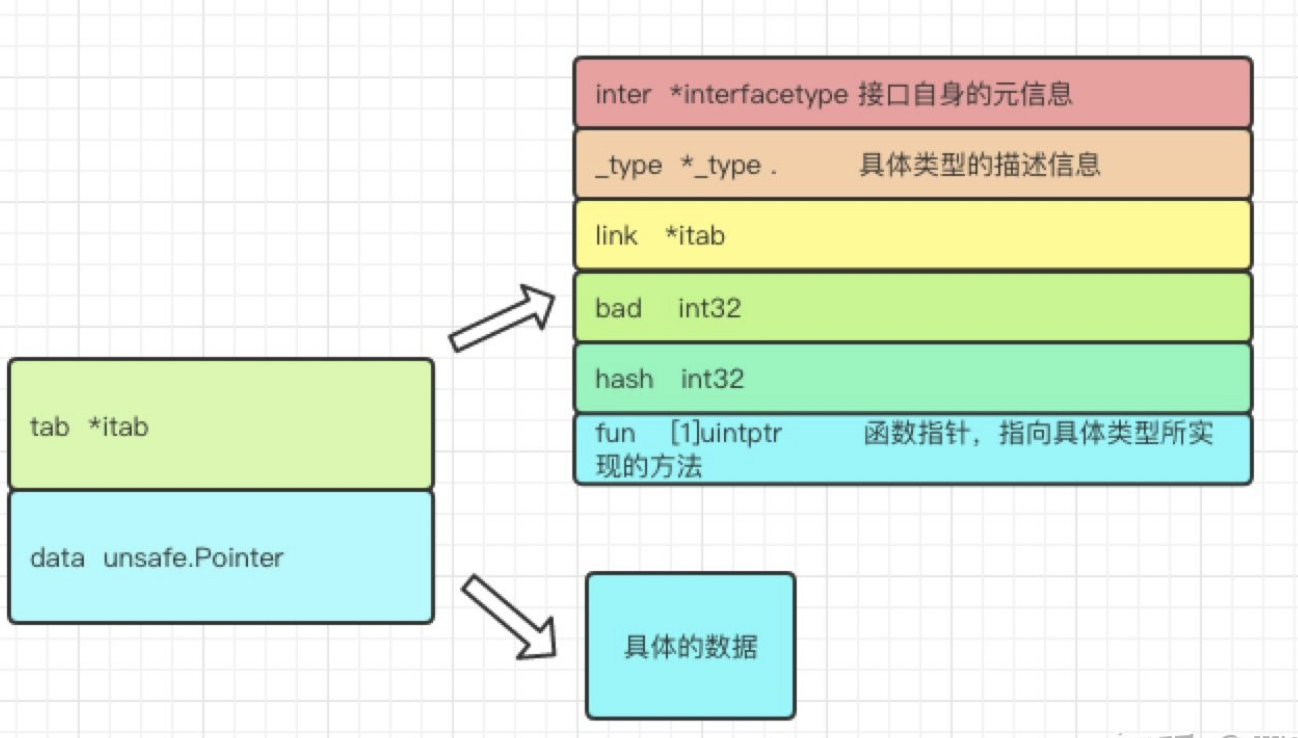 inter *interfacetype 接口自身的元信息
_type *_type . 具体类型的描述信息
link *itab
bad int32
hash int32
fun [1]uintptr 函数指针，指向具体类型所实
现的方法
tab *itab
data unsafe.Pointer
具体的数据